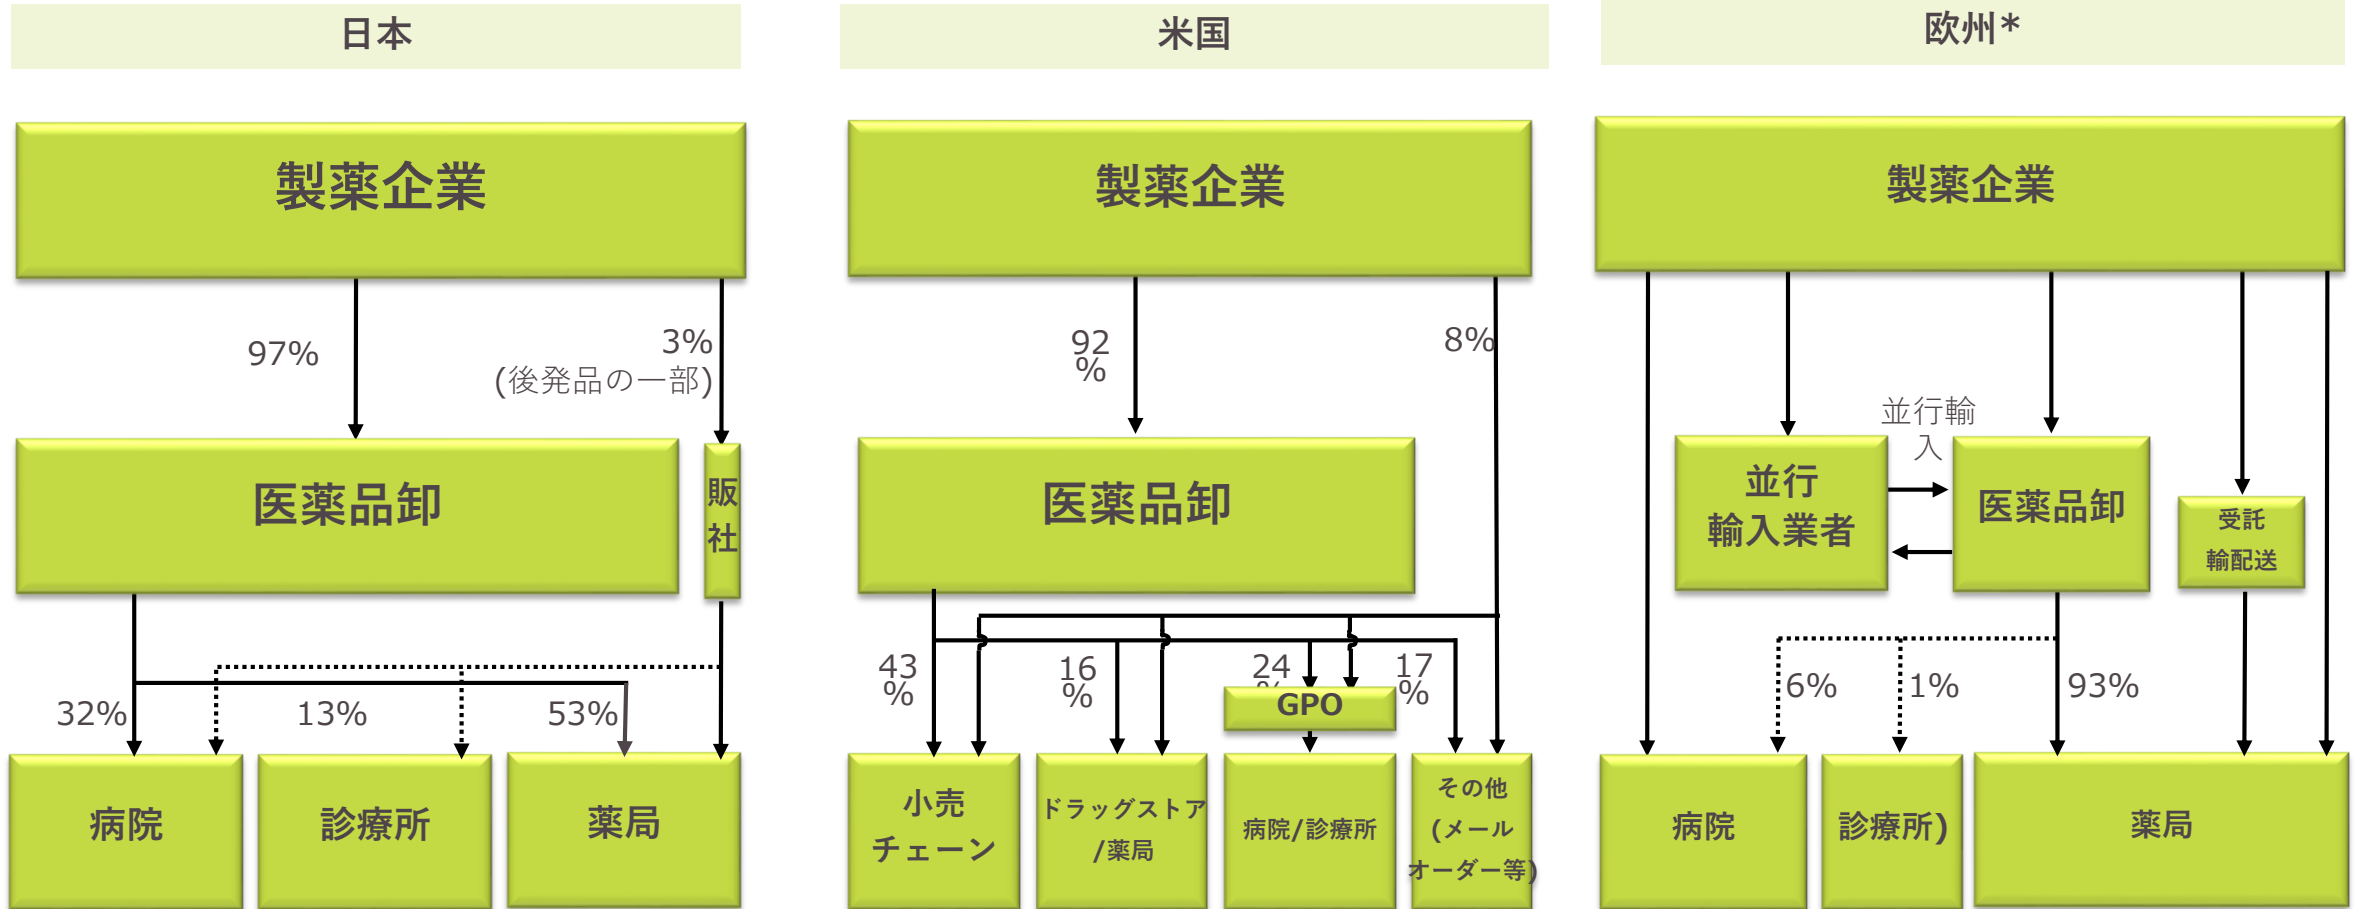 日本
製薬企業
97%
3%
(後発品の一部)
医薬品卸
販
社
32%
13%
53%
病院
診療所
薬局
米国
製薬企業
92
%
8%
医薬品卸
43
%
16
%
24
%
17
%
GPO
小売
チェーン
ドラッグストア
/薬局
病院/診療所
その他
(メール
オーダー等)
欧州*
製薬企業
並行輸
入
並行
輸入業者
医薬品卸
受託
輸配送
6%
1%
93%
病院
診療所)
薬局